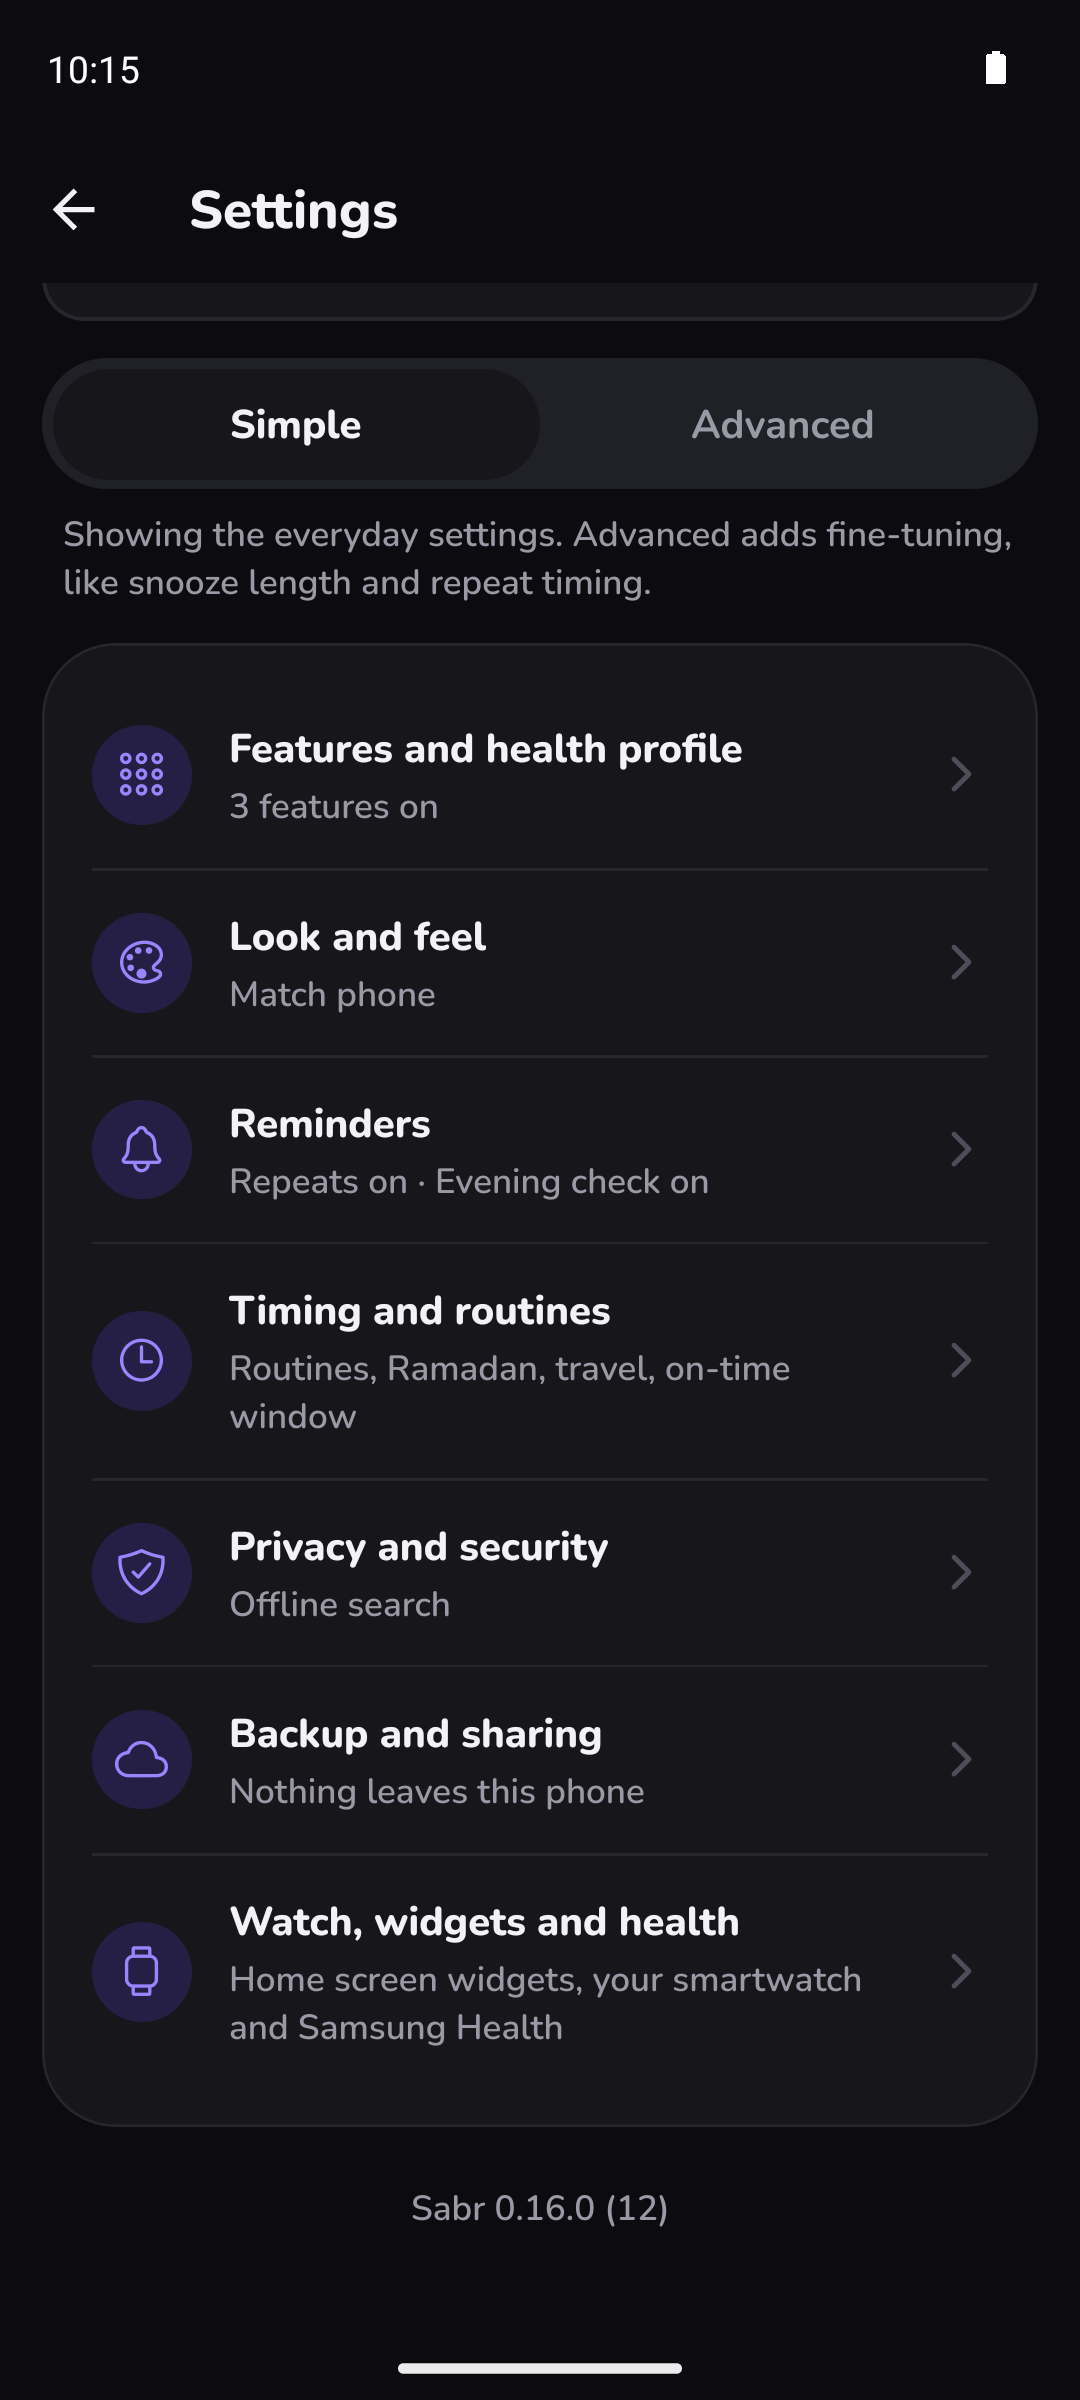 10:15
Settings
Simple
Advanced
Showing the everyday settings. Advanced adds fine-tuning,
like snooze length and repeat timing.
Features and health profile
3 features on
Look and feel
Match phone
Reminders
Repeats on · Evening check on
Timing and routines
Routines, Ramadan, travel, on-time
window
Privacy and security
Offline search
Backup and sharing
Nothing leaves this phone
Watch, widgets and health
Home screen widgets, your smartwatch
and Samsung Health
Sabr 0.16.0 (12)